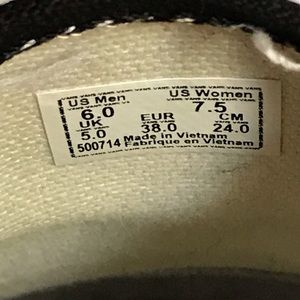 US Men US Women
6.0 7.5
UK EUR CM
5.0 38.0 24.0
500714 Made in Vietnam
Fabrique en Vietnam